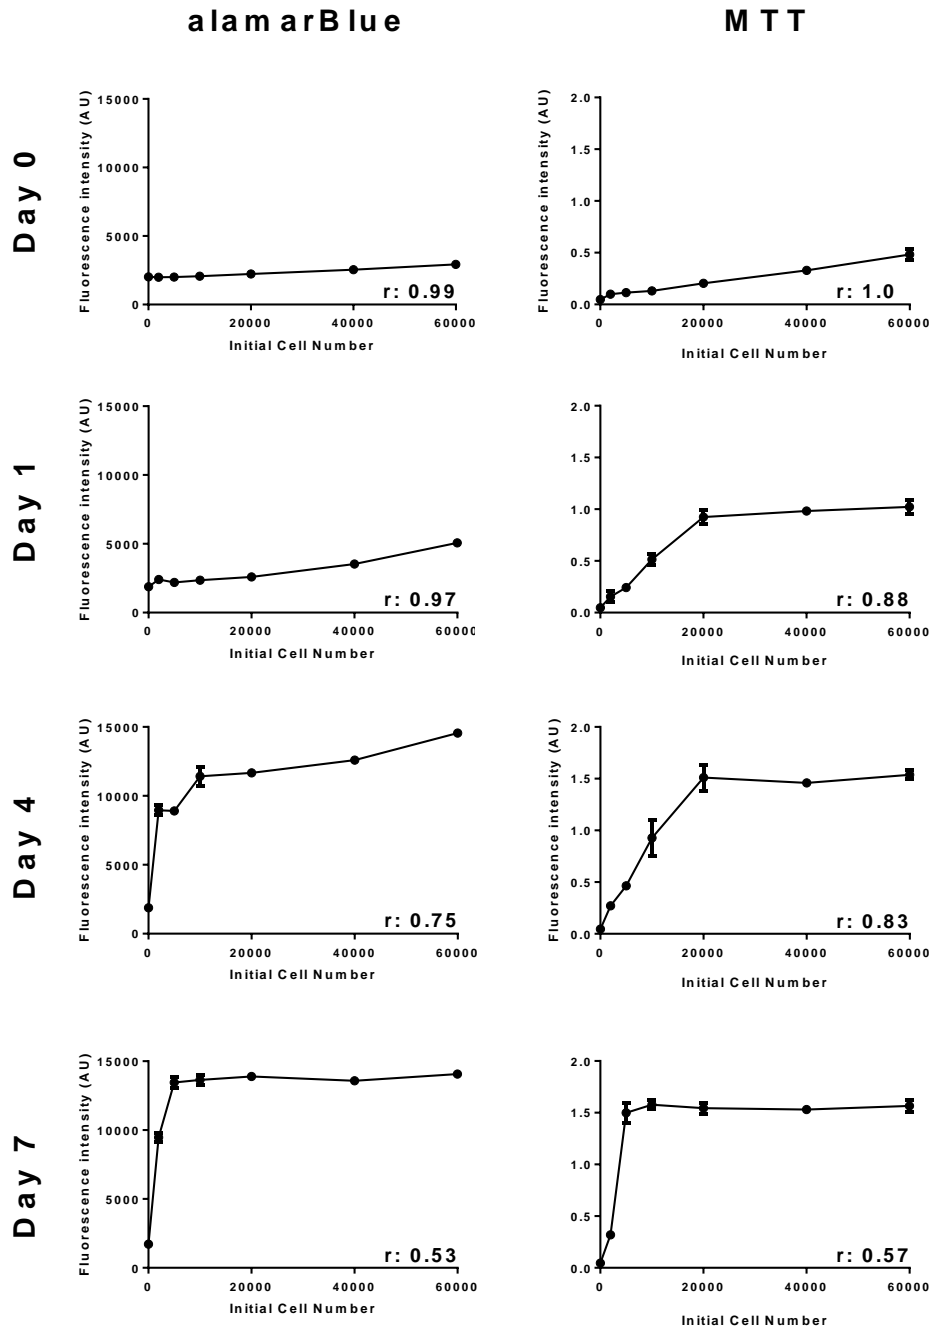 alamarBlue
MTT
Day 0
Fluorescence intensity (AU)
15000
10000
5000
0
0
20000
40000
60000
r: 0.99
Initial Cell Number
Fluorescence intensity (AU)
2.0
1.5
1.0
0.5
0.0
0
20000
40000
60000
r: 1.0
Initial Cell Number
Day 1
Fluorescence intensity (AU)
15000
10000
5000
0
0
20000
40000
60000
r: 0.97
Initial Cell Number
Fluorescence intensity (AU)
2.0
1.5
1.0
0.5
0.0
0
20000
40000
60000
r: 0.88
Initial Cell Number
Day 4
Fluorescence intensity (AU)
15000
10000
5000
0
0
20000
40000
60000
r: 0.75
Initial Cell Number
Fluorescence intensity (AU)
2.0
1.5
1.0
0.5
0.0
0
20000
40000
60000
r: 0.83
Initial Cell Number
Day 7
Fluorescence intensity (AU)
15000
10000
5000
0
0
20000
40000
60000
r: 0.53
Initial Cell Number
Fluorescence intensity (AU)
2.0
1.5
1.0
0.5
0.0
0
20000
40000
60000
r: 0.57
Initial Cell Number